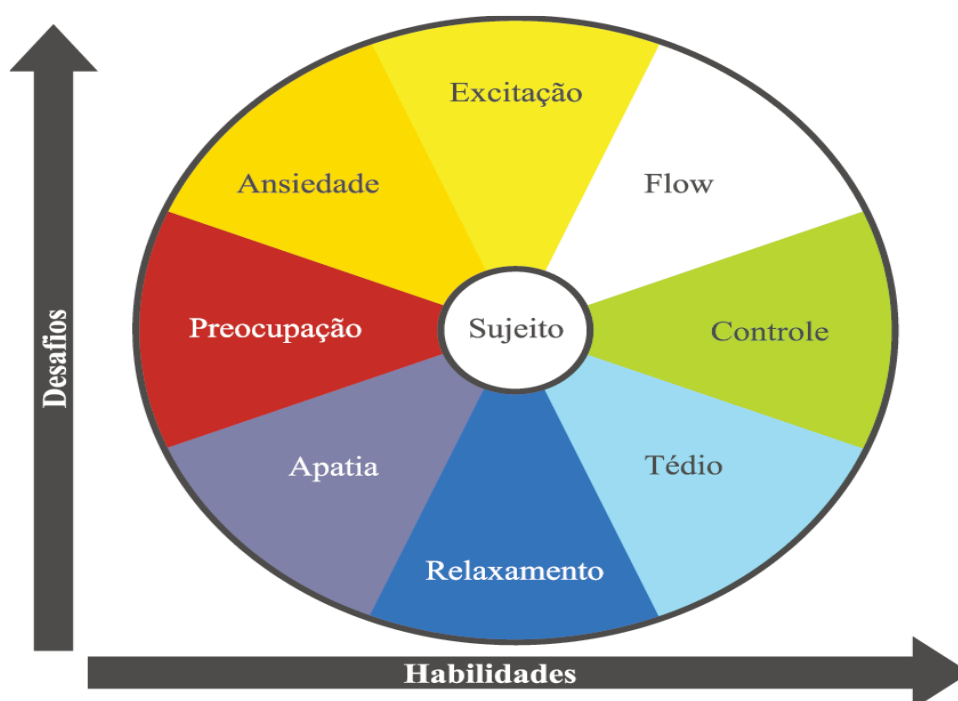 Excitação
Ansiedade
Flow
Preocupação
Sujeito
Controle
Desafios
Apatia
Tédio
Relaxamento
Habilidades